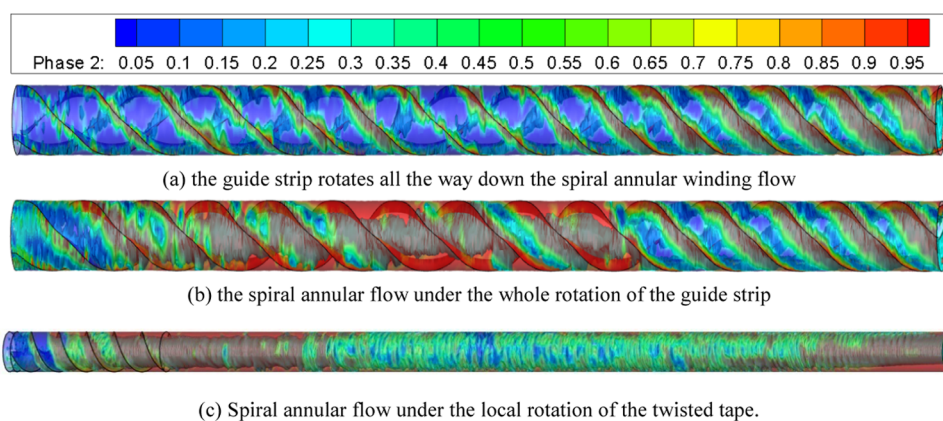 Phase 2: 0.05 0.1 0.15 0.2 0.25 0.3 0.35 0.4 0.45 0.5 0.55 0.6 0.65 0.7 0.75 0.8 0.85 0.9 0.95
(a) the guide strip rotates all the way down the spiral annular winding flow
(b) the spiral annular flow under the whole rotation of the guide strip
(c) Spiral annular flow under the local rotation of the twisted tape.